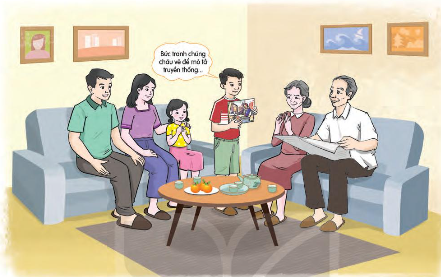 Bức tranh chúng
cháu vẽ để mô tả
truyền thống...